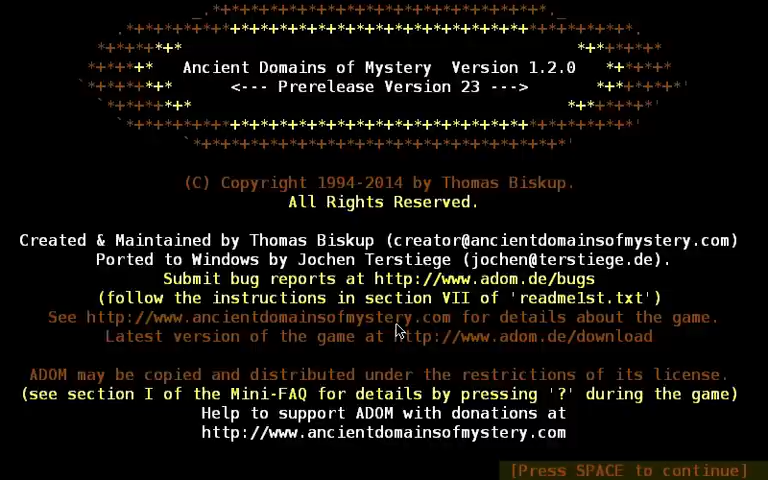 Ancient Domains of Mystery  Version 1.2.0
<--- Prerelease Version 23 --->
(C) Copyright 1994-2014 by Thomas Biskup.
All Rights Reserved.
Created & Maintained by Thomas Biskup (creator@ancientdomainsofmystery.com)
Ported to Windows by Jochen Terstiege (jochen@terstiege.de).
Submit bug reports at http://www.adom.de/bugs
(follow the instructions in section VII of 'readme1st.txt')
See http://www.ancientdomainsofmystery.com for details about the game.
Latest version of the game at http://www.adom.de/download
ADOM may be copied and distributed under the restrictions of its license.
(see section I of the Mini-FAQ for details by pressing '?' during the game)
Help to support ADOM with donations at
http://www.ancientdomainsofmystery.com
[Press SPACE to continue]